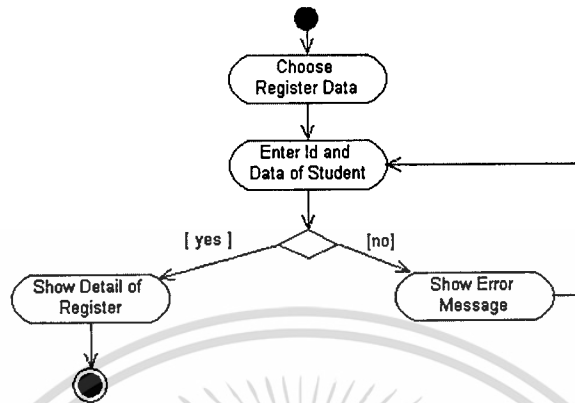 Choose
Register Data
Enter Id and
Data of Student
[ yes ]
[no]
Show Detail of
Register
Show Error
Message